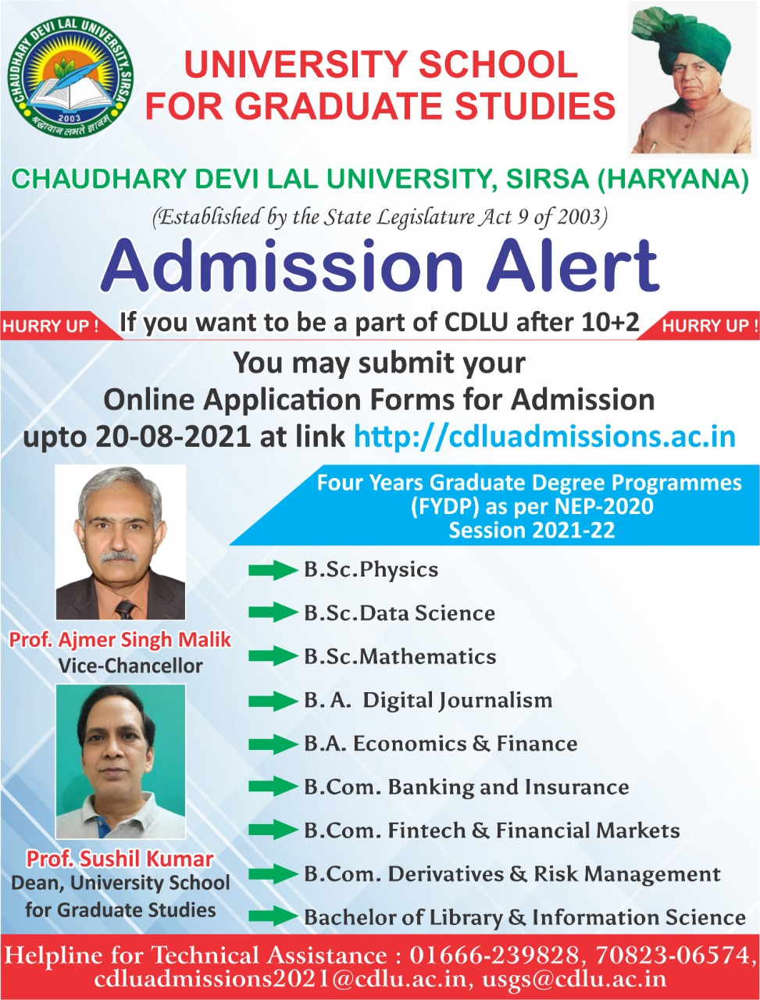 CHAUDHARY DEVI LAL UNIVERSITY, SIRSA
2003
श्रद्धावान लभते ज्ञानम्
UNIVERSITY SCHOOL
FOR GRADUATE STUDIES
CHAUDHARY DEVI LAL UNIVERSITY, SIRSA (HARYANA)
(Established by the State Legislature Act 9 of 2003)
Admission Alert
HURRY UP ! If you want to be a part of CDLU after 10+2 HURRY UP !
You may submit your
Online Application Forms for Admission
upto 20-08-2021 at link http://cdluadmissions.ac.in
Four Years Graduate Degree Programmes
(FYDP) as per NEP-2020
Session 2021-22
B.Sc.Physics
B.Sc.Data Science
B.Sc.Mathematics
B. A. Digital Journalism
B.A. Economics & Finance
B.Com. Banking and Insurance
B.Com. Fintech & Financial Markets
B.Com. Derivatives & Risk Management
Bachelor of Library & Information Science
Prof. Ajmer Singh Malik
Vice-Chancellor
Prof. Sushil Kumar
Dean, University School
for Graduate Studies
Helpline for Technical Assistance : 01666-239828, 70823-06574,
cdluadmissions2021@cdlu.ac.in, usgs@cdlu.ac.in